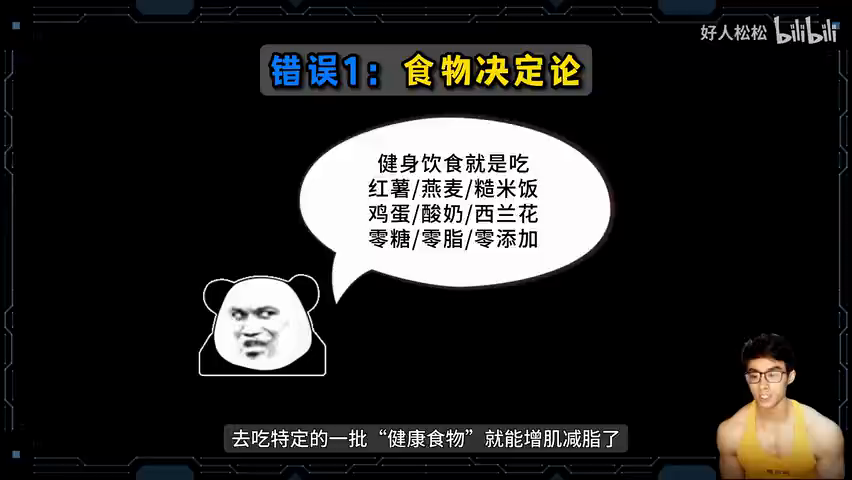 好人松松 bilibili
错误1：食物决定论
健身饮食就是吃
红薯/燕麦/糙米饭
鸡蛋/酸奶/西兰花
零糖/零脂/零添加
去吃特定的一批“健康食物”就能增肌减脂了